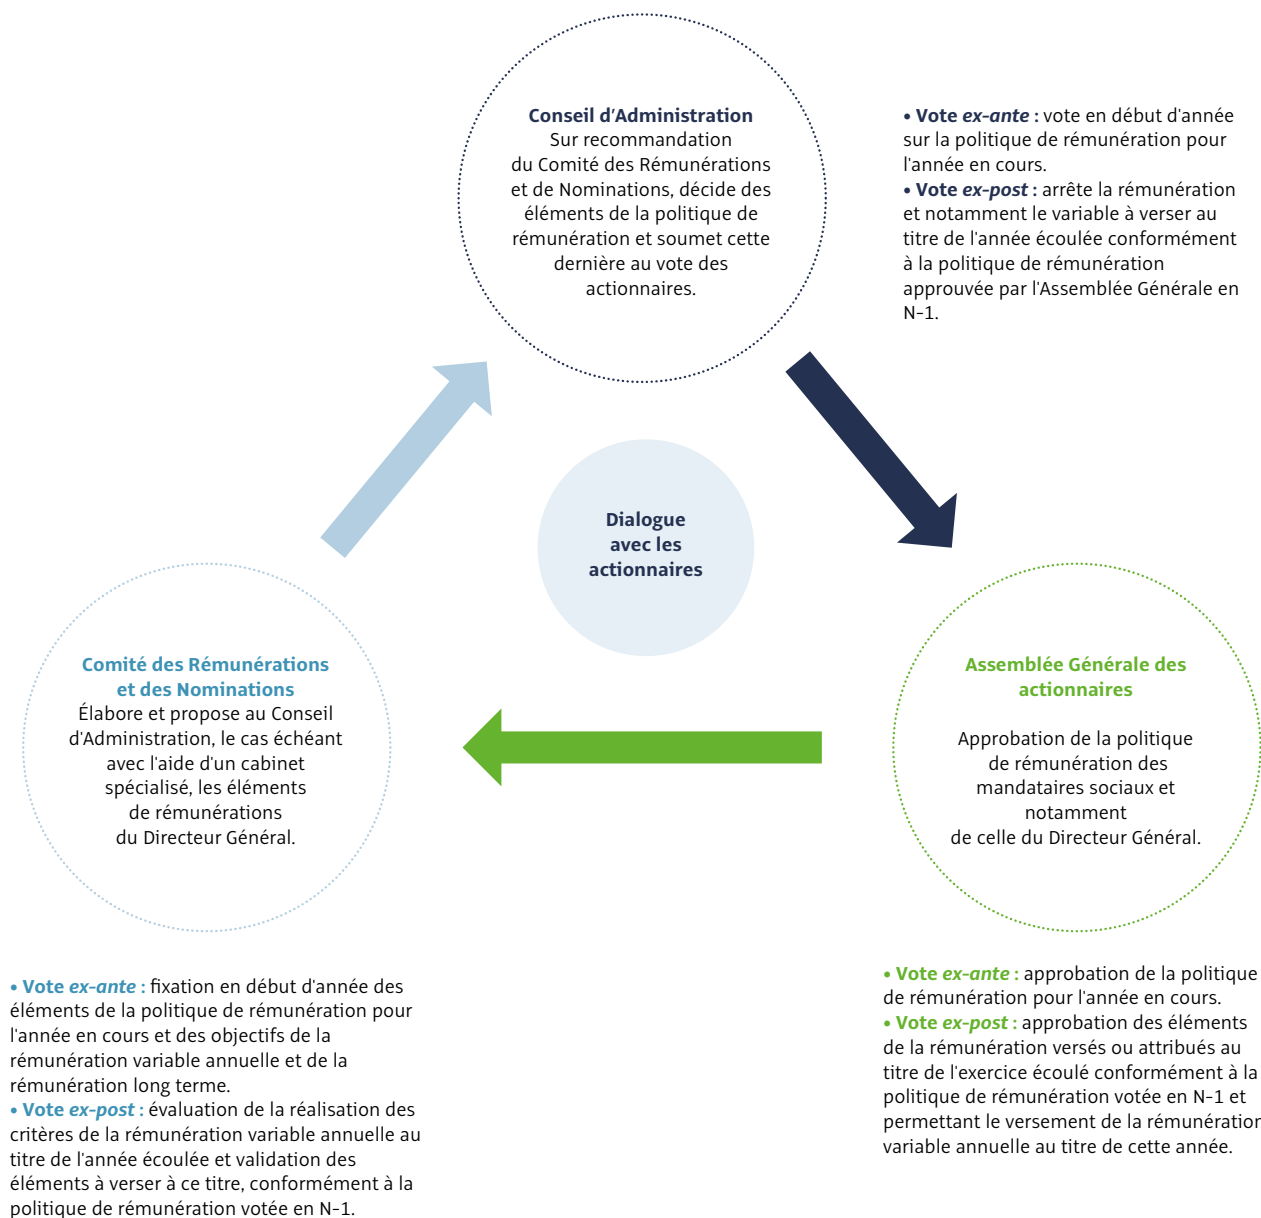 Conseil d'Administration
Sur recommandation
du Comité des Rémunérations
et de Nominations, décide des
éléments de la politique de
rémunération et soumet cette
dernière au vote des
actionnaires.
• Vote ex-ante : vote en début d'année
sur la politique de rémunération pour
l'année en cours.
• Vote ex-post : arrête la rémunération
et notamment le variable à verser au
titre de l'année écoulée conformément
à la politique de rémunération
approuvée par l'Assemblée Générale en
N-1.
Dialogue
avec les
actionnaires
Comité des Rémunérations
et des Nominations
Élabore et propose au Conseil
d'Administration, le cas échéant
avec l'aide d'un cabinet
spécialisé, les éléments
de rémunérations
du Directeur Général.
Assemblée Générale des
actionnaires
Approbation de la politique
de rémunération des
mandataires sociaux et
notamment
de celle du Directeur Général.
• Vote ex-ante : fixation en début d'année des
éléments de la politique de rémunération pour
l'année en cours et des objectifs de la
rémunération variable annuelle et de la
rémunération long terme.
• Vote ex-post : évaluation de la réalisation des
critères de la rémunération variable annuelle au
titre de l'année écoulée et validation des
éléments à verser à ce titre, conformément à la
politique de rémunération votée en N-1.
• Vote ex-ante : approbation de la politique
de rémunération pour l'année en cours.
• Vote ex-post : approbation des éléments
de la rémunération versés ou attribués au
titre de l'exercice écoulé conformément à la
politique de rémunération votée en N-1 et
permettant le versement de la rémunération
variable annuelle au titre de cette année.